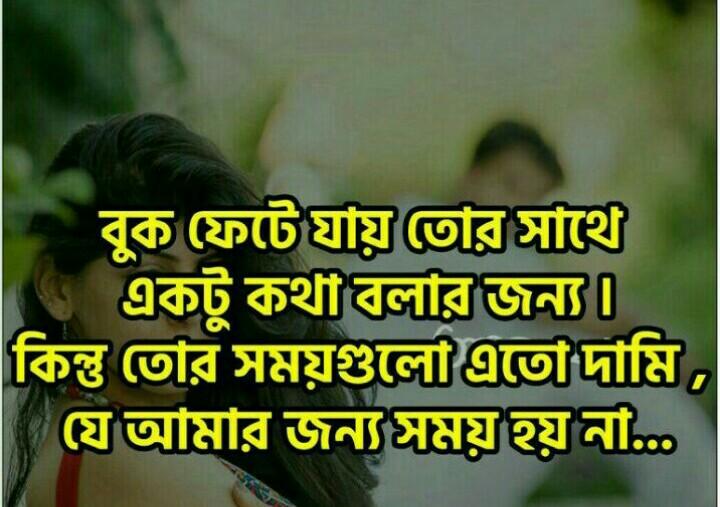 বুক ফেটে যায় তোর সাথে
একটু কথা বলার জন্য ।
কিন্তু তোর সময়গুলো এতো দামি ,
যে আমার জন্য সময় হয় না...